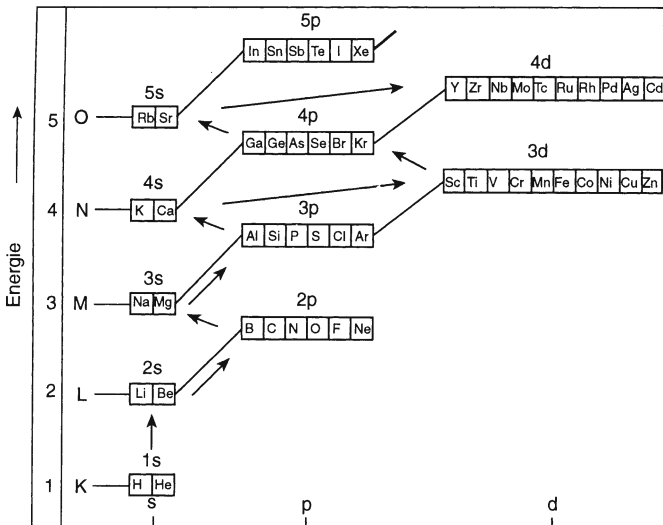 5p
In Sn Sb Te I Xe
4d
Y Zr Nb Mo Tc Ru Rh Pd Ag Cd
5s
5 O Rb Sr
4p
Ga Ge As Se Br Kr
3d
Sc Ti V Cr Mn Fe Co Ni Cu Zn
4s
4 N K Ca
3p
Al Si P S Cl Ar
Energie
3s
3 M Na Mg
2p
B C N O F Ne
2s
2 L Li Be
1s
1 K H He
s p d